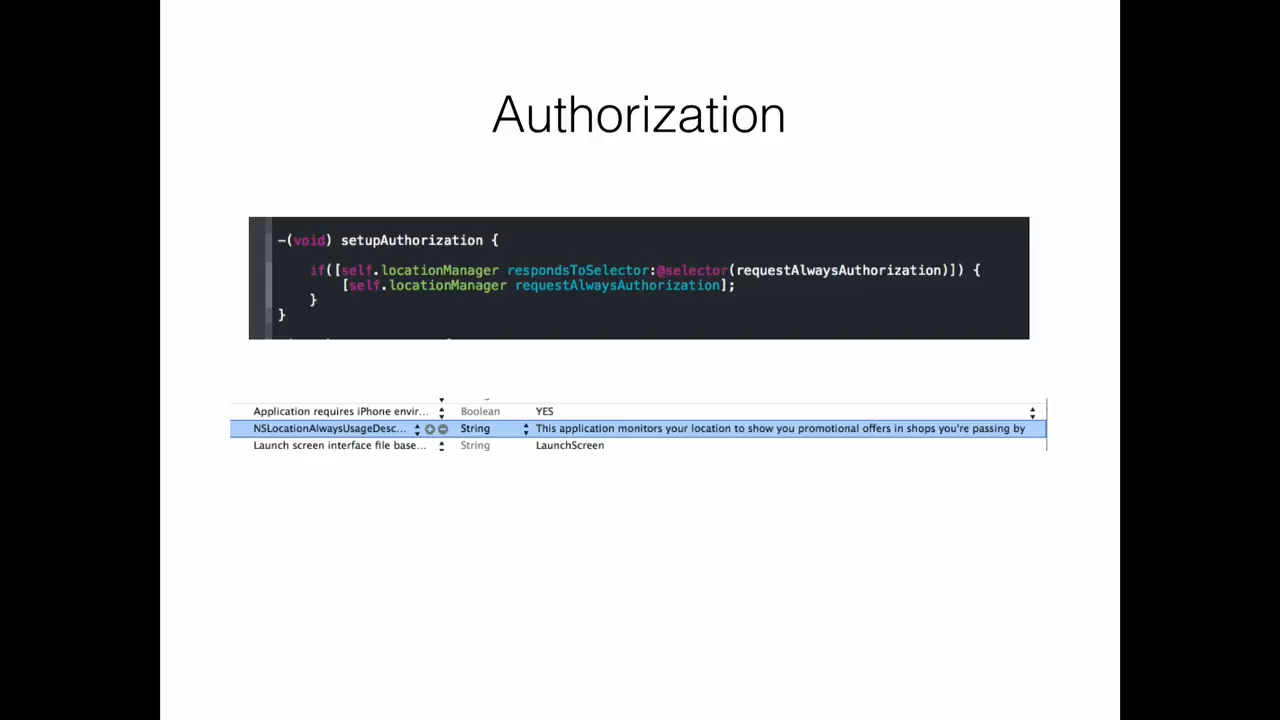 Authorization
-(void) setupAuthorization {
if([self.locationManager respondsToSelector:@selector(requestAlwaysAuthorization)]) {
[self.locationManager requestAlwaysAuthorization];
}
}
Application requires iPhone envir... Boolean YES
NSLocationAlwaysUsageDesc... String This application monitors your location to show you promotional offers in shops you're passing by
Launch screen interface file base... String LaunchScreen